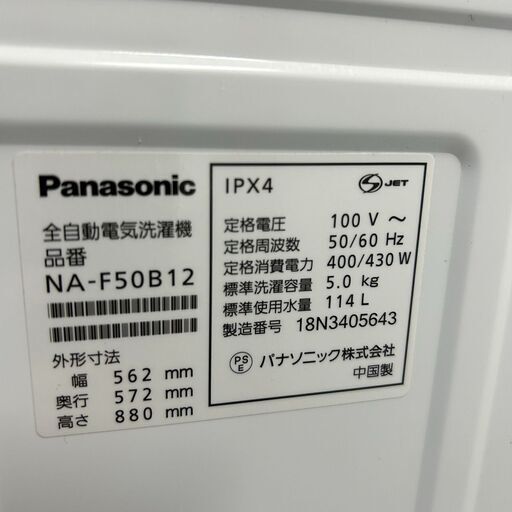 Panasonic
全自動電気洗濯機
品番
NA-F50B12
外形寸法
幅 562 mm
奥行 572 mm
高さ 880 mm
IPX4
S JET
定格電圧 100 V ～
定格周波数 50/60 Hz
定格消費電力 400/430 W
標準洗濯容量 5.0 kg
標準使用水量 114 L
製造番号 18N3405643
PSE パナソニック株式会社
中国製